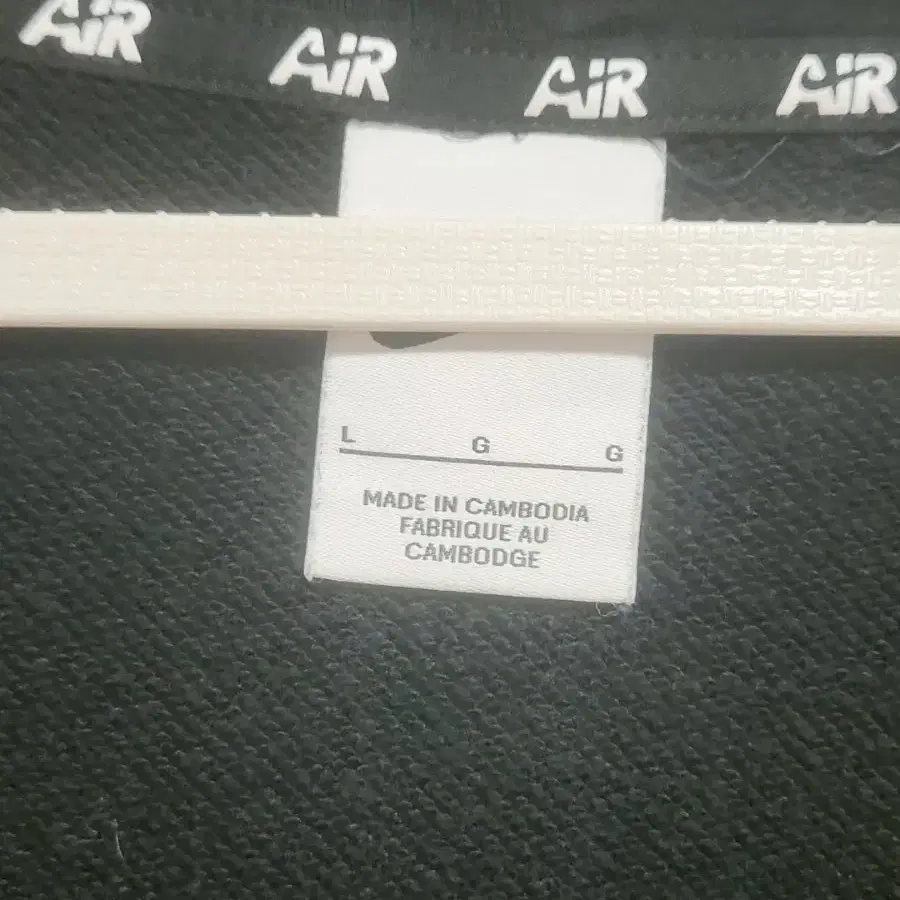 AIR AIR AIR AIR
L G G
MADE IN CAMBODIA
FABRIQUE AU
CAMBODGE